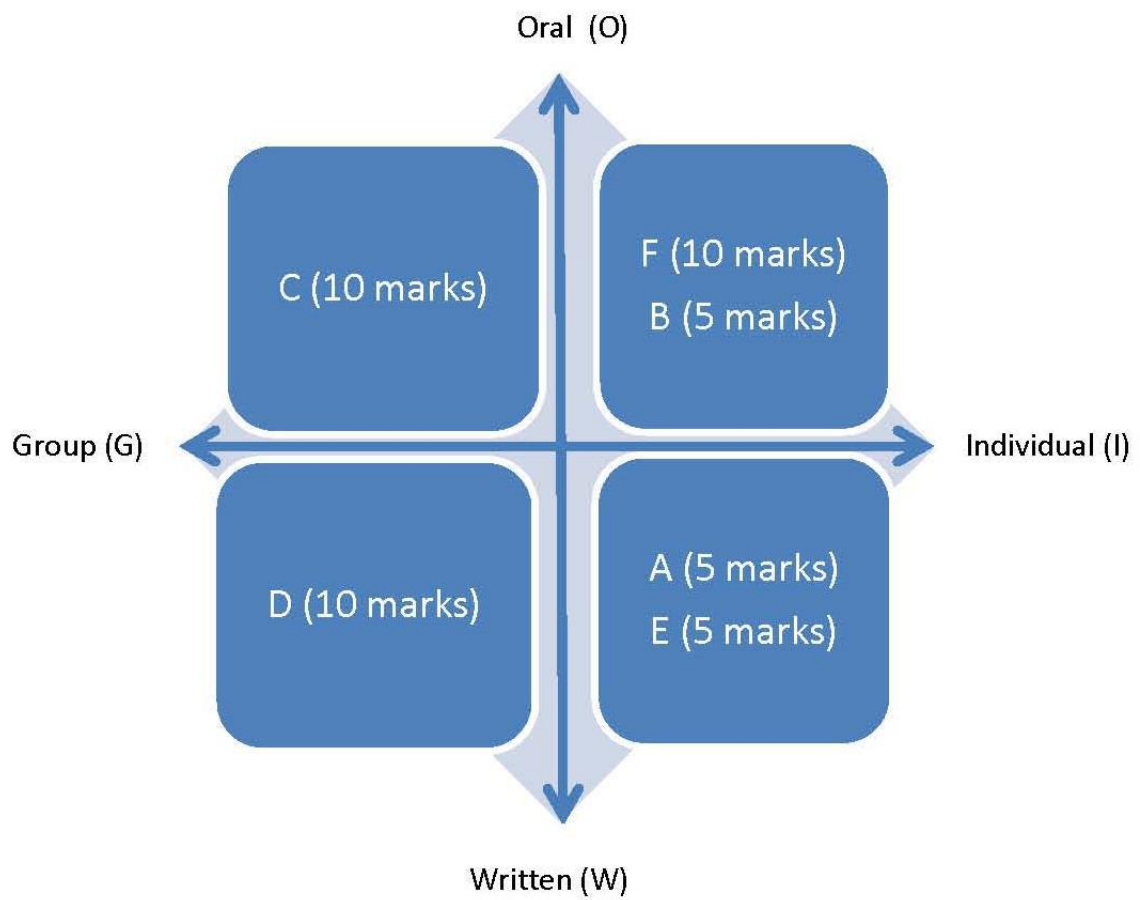 Oral (O)
C (10 marks)
F (10 marks)
B (5 marks)
Group (G)
Individual (I)
D (10 marks)
A (5 marks)
E (5 marks)
Written (W)